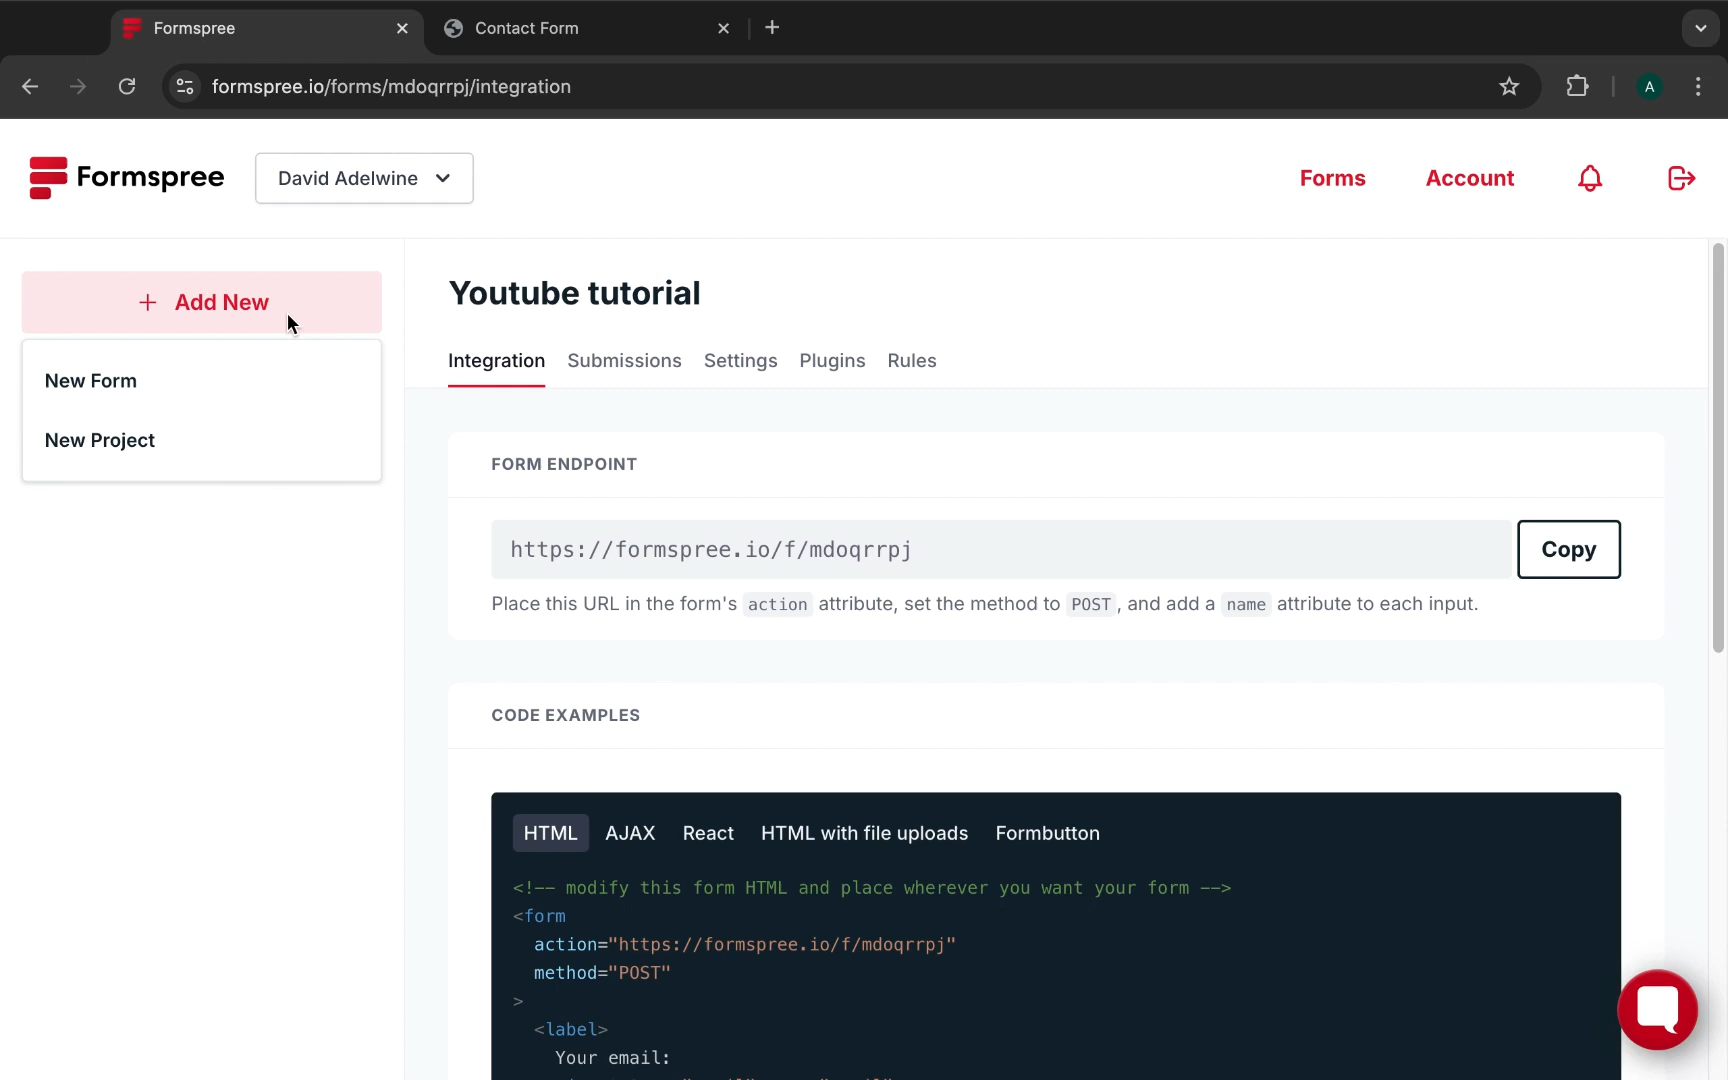 Formspree
Contact Form
formspree.io/forms/mdoqrrpj/integration
A
Formspree
David Adelwine
Forms
Account
+ Add New
New Form
New Project
Youtube tutorial
Integration Submissions Settings Plugins Rules
FORM ENDPOINT
https://formspree.io/f/mdoqrrpj
Copy
Place this URL in the form's action attribute, set the method to POST, and add a name attribute to each input.
CODE EXAMPLES
HTML AJAX React HTML with file uploads Formbutton
<!-- modify this form HTML and place wherever you want your form -->
<form
action="https://formspree.io/f/mdoqrrpj"
method="POST"
>
<label>
Your email: